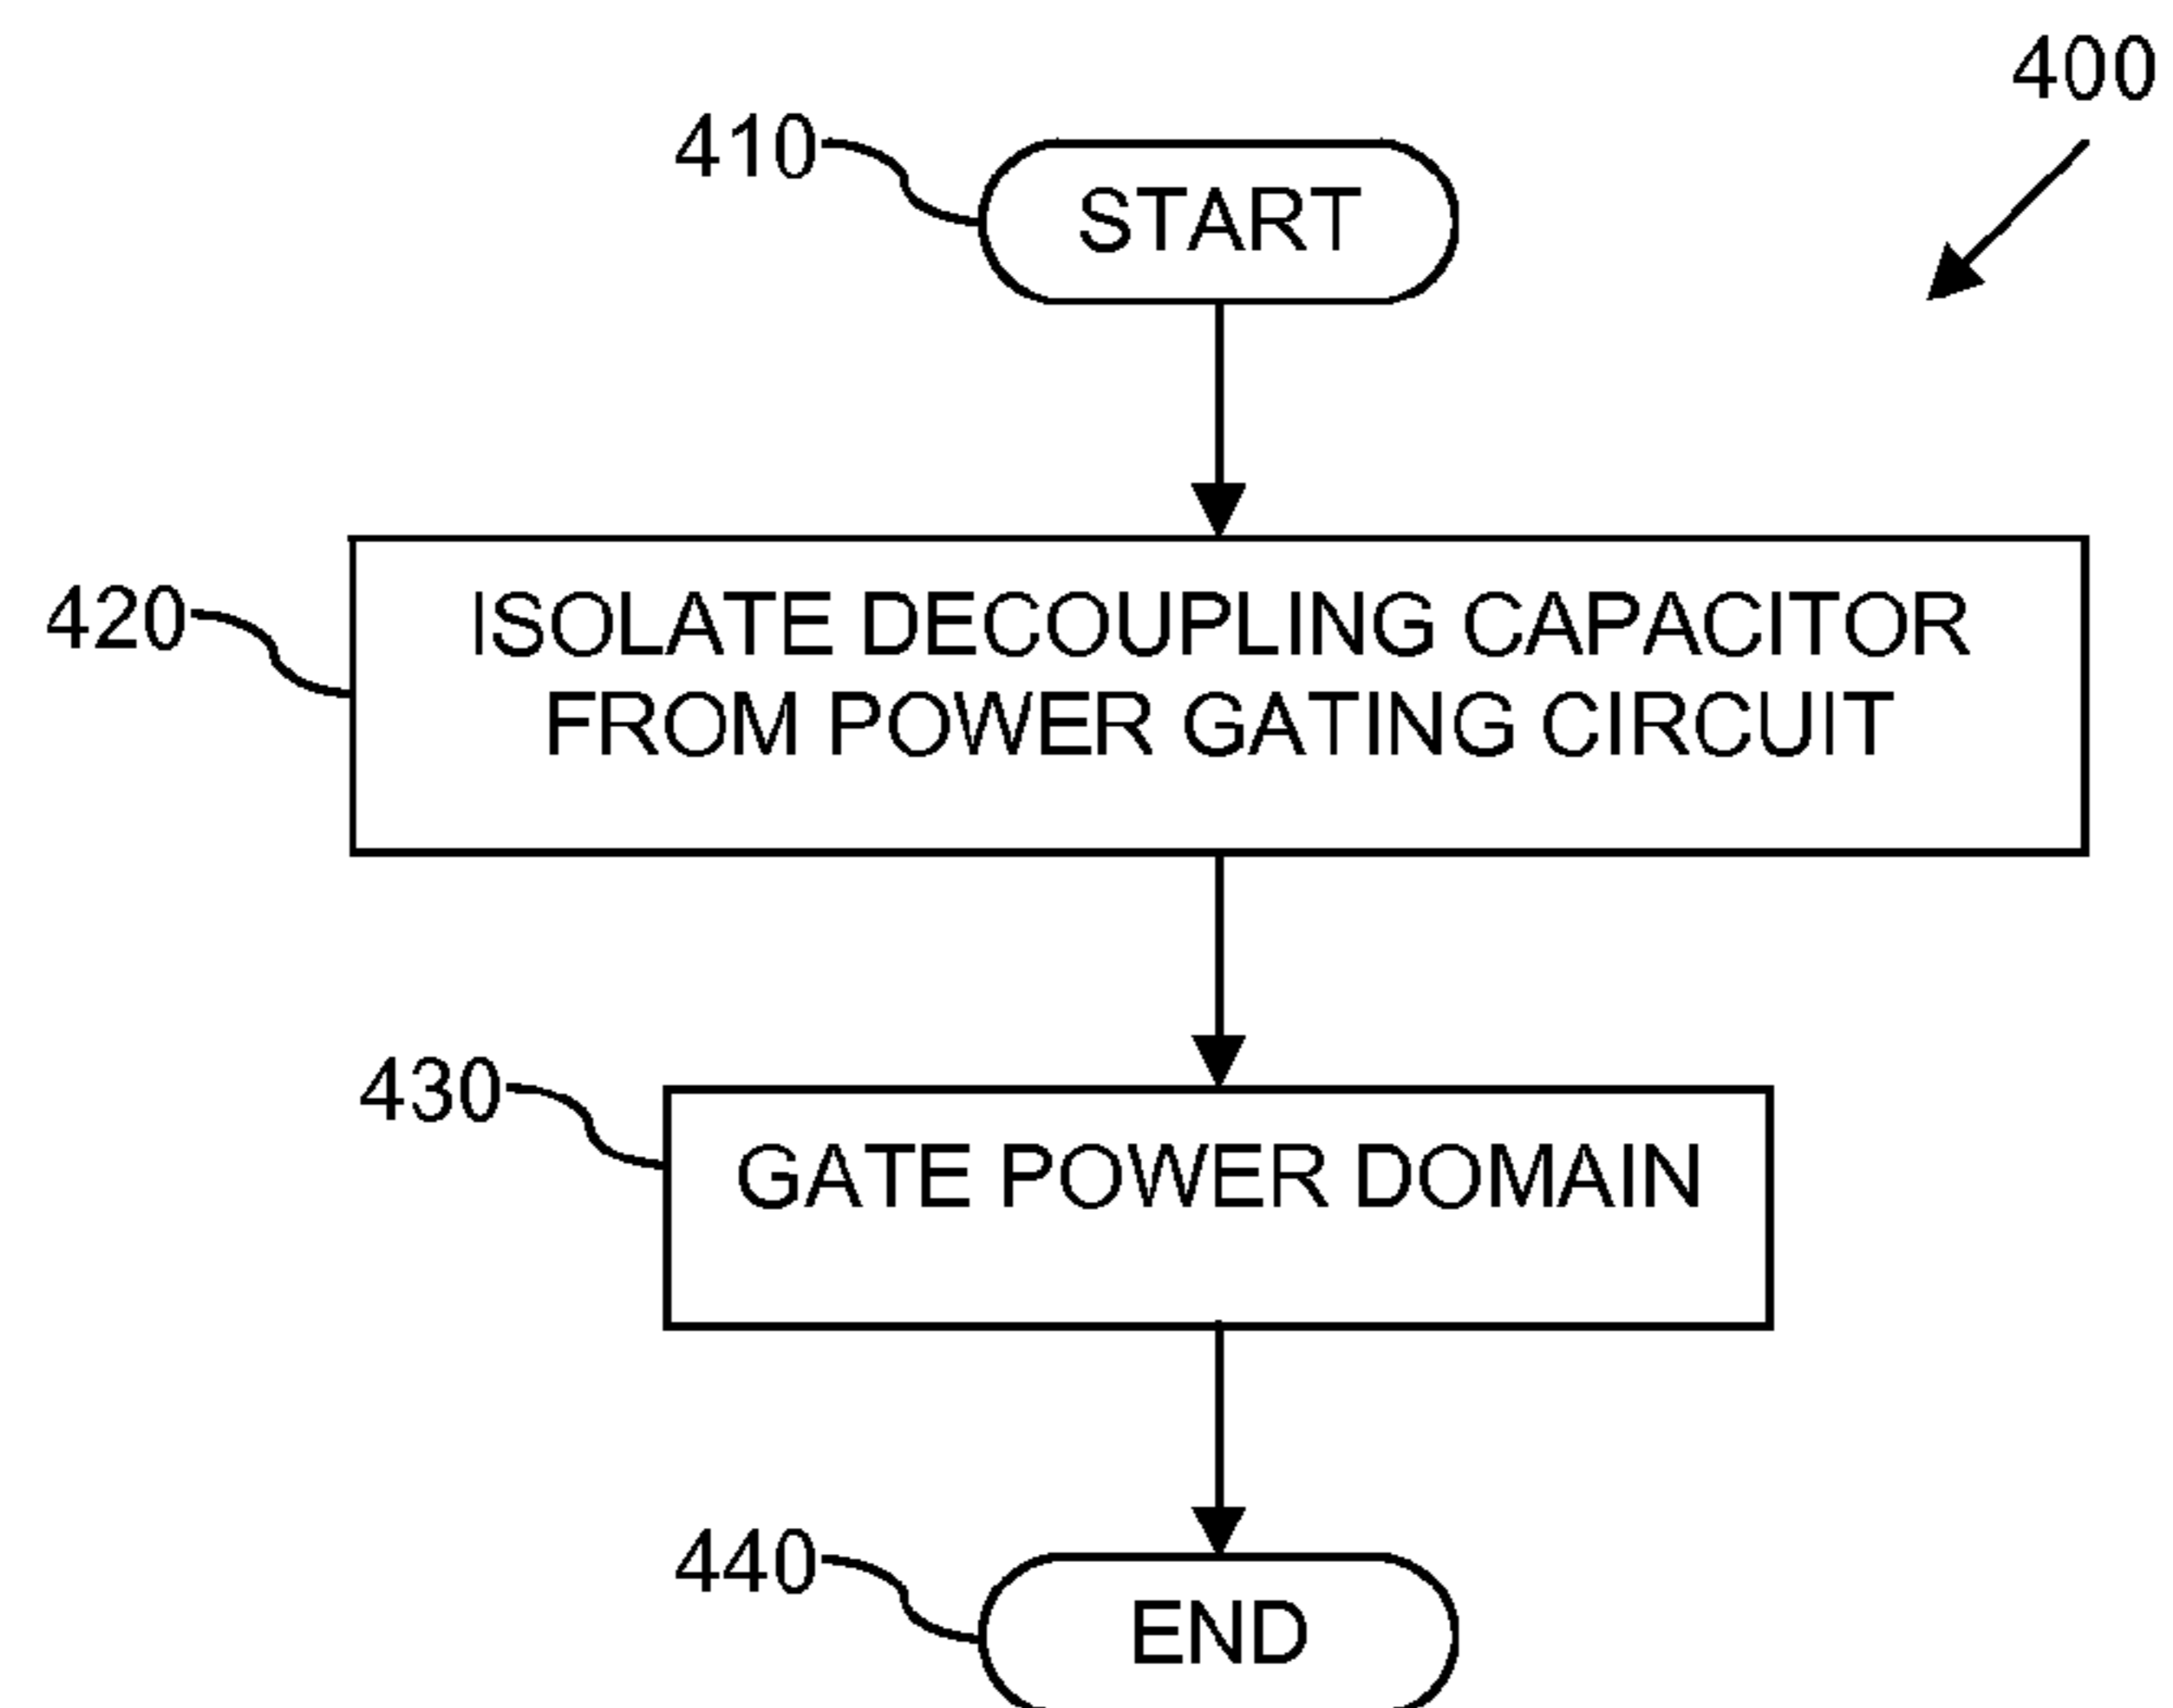 400
410
START
420
ISOLATE DECOUPLING CAPACITOR
FROM POWER GATING CIRCUIT
430
GATE POWER DOMAIN
440
END